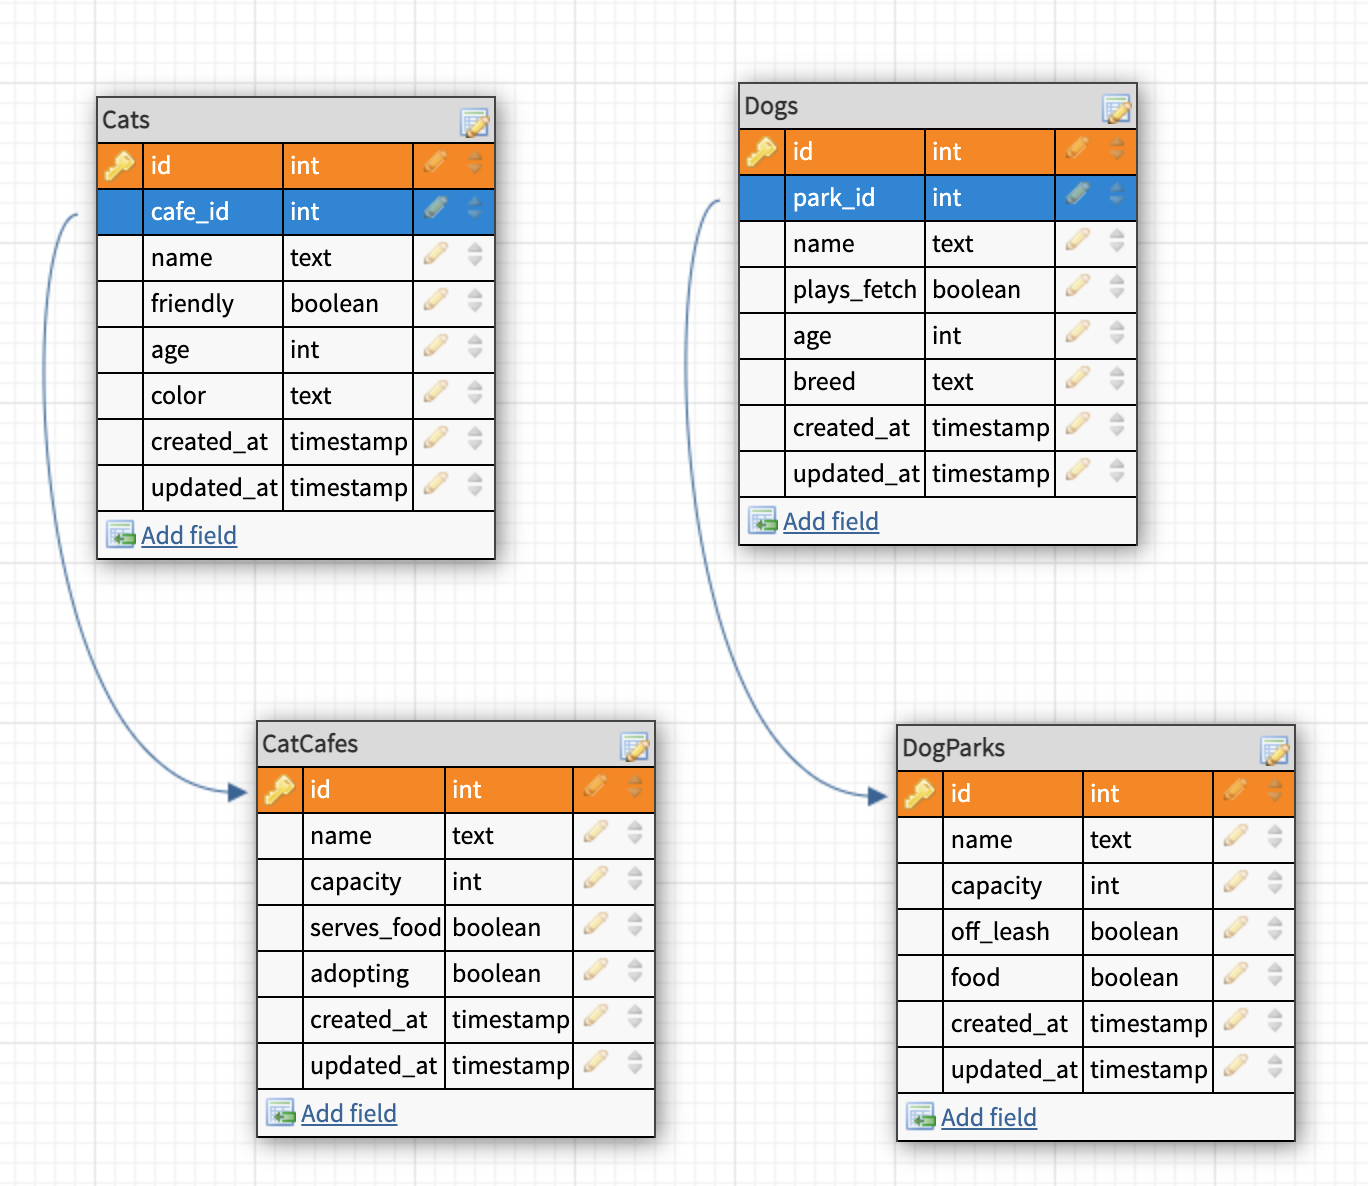 Cats
id int
cafe_id int
name text
friendly boolean
age int
color text
created_at timestamp
updated_at timestamp
Add field
Dogs
id int
park_id int
name text
plays_fetch boolean
age int
breed text
created_at timestamp
updated_at timestamp
Add field
CatCafes
id int
name text
capacity int
serves_food boolean
adopting boolean
created_at timestamp
updated_at timestamp
Add field
DogParks
id int
name text
capacity int
off_leash boolean
food boolean
created_at timestamp
updated_at timestamp
Add field